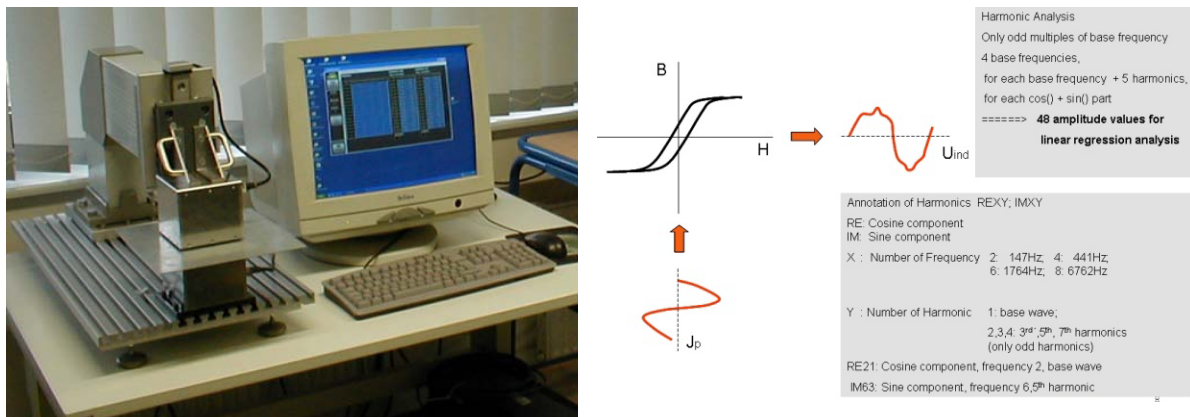 B
H
J p
U ind
Harmonic Analysis
Only odd multiples of base frequency
4 base frequencies,
for each base frequency + 5 harmonics,
for each cos() + sin() part
======> 48 amplitude values for
linear regression analysis
Annotation of Harmonics REXY; IMXY
RE: Cosine component
IM: Sine component
X : Number of Frequency 2: 147Hz; 4: 441Hz;
6: 1764Hz; 8: 6762Hz
Y : Number of Harmonic 1: base wave;
2,3,4: 3rd, 5th, 7th harmonics
(only odd harmonics)
RE21: Cosine component, frequency 2, base wave
IM63: Sine component, frequency 6,5th harmonic